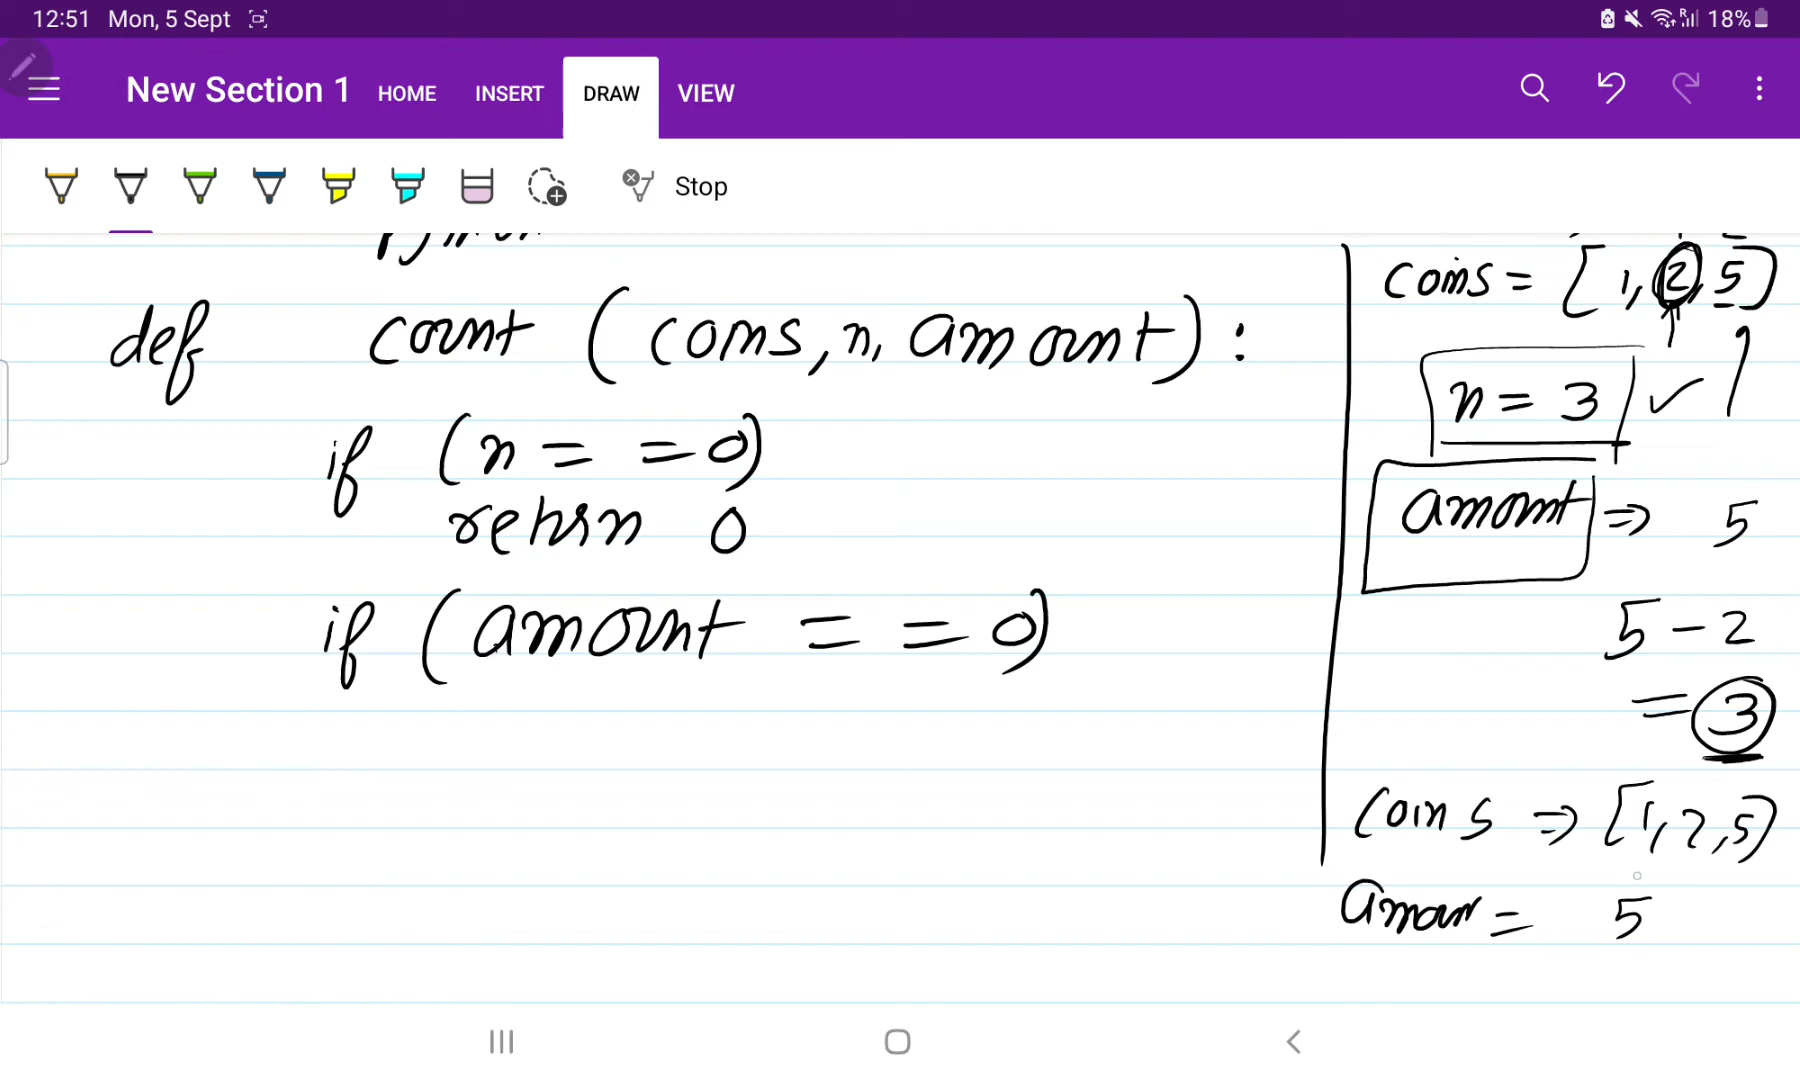 12:51 Mon, 5 Sept 18%
New Section 1 HOME INSERT DRAW VIEW
Stop
def count (coins, n, amount) :
if (n = = 0)
return 0
if (amount = = 0)
coins = [1, 2, 5]
n = 3
amount => 5
5 - 2
= 3
coins => [1, 2, 5]
amoun = 5